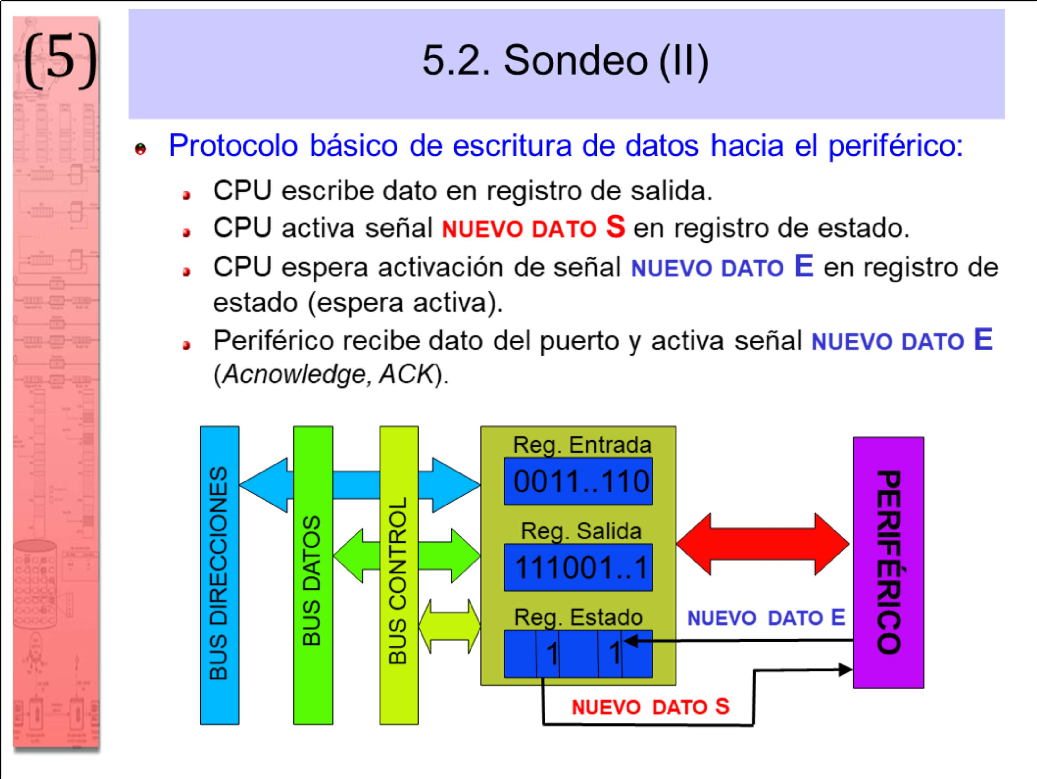 (5)
5.2. Sondeo (II)
Protocolo básico de escritura de datos hacia el periférico:
CPU escribe dato en registro de salida.
CPU activa señal NUEVO DATO S en registro de estado.
CPU espera activación de señal NUEVO DATO E en registro de
estado (espera activa).
Periférico recibe dato del puerto y activa señal NUEVO DATO E
(Acnowledge, ACK).
BUS DIRECCIONES
BUS DATOS
BUS CONTROL
Reg. Entrada
0011..110
Reg. Salida
111001..1
Reg. Estado
1 1
NUEVO DATO E
NUEVO DATO S
PERIFÉRICO